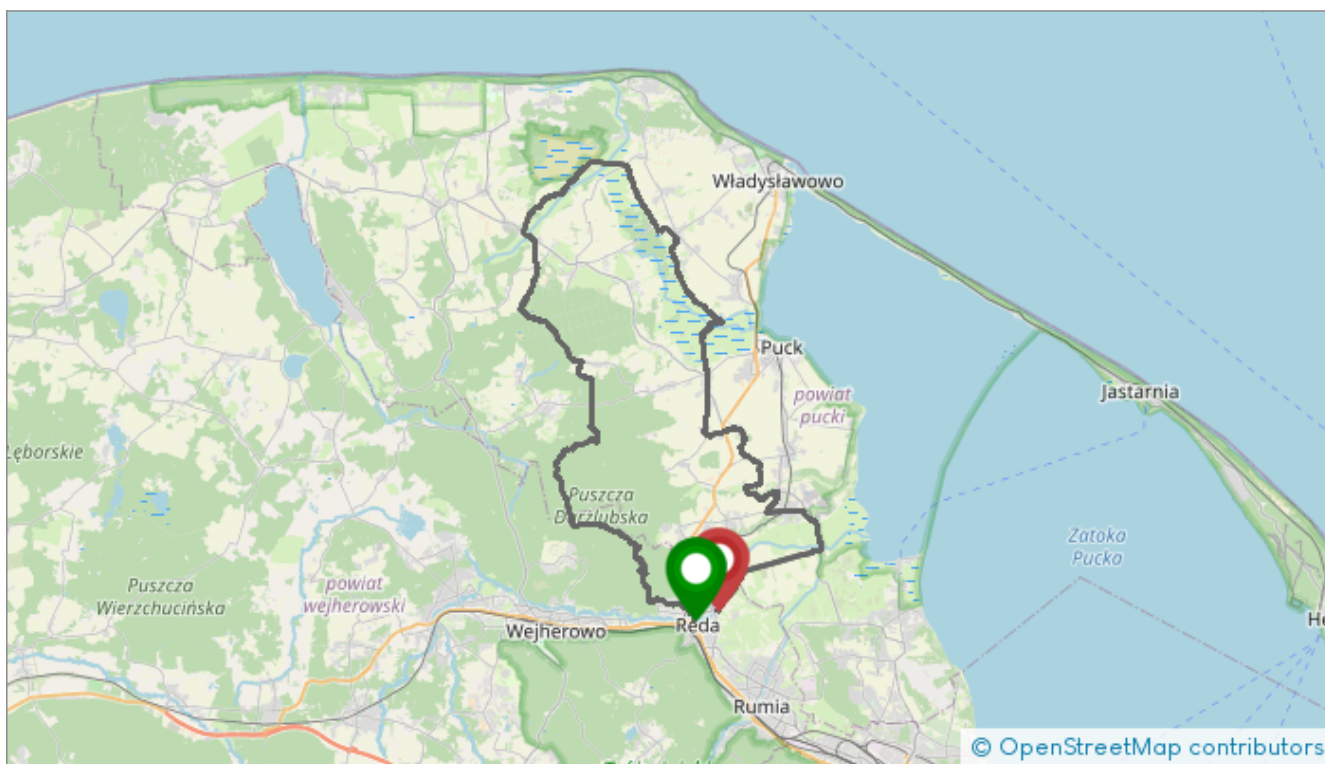 Władysławowo
Puck
powiat
pucki
Jastarnia
Lęborskie
Puszcza
Darżlubska
Zatoka
Pucka
Puszcza
Wierzchucińska
powiat
wejherowski
Wejherowo
Reda
Rumia
© OpenStreetMap contributors